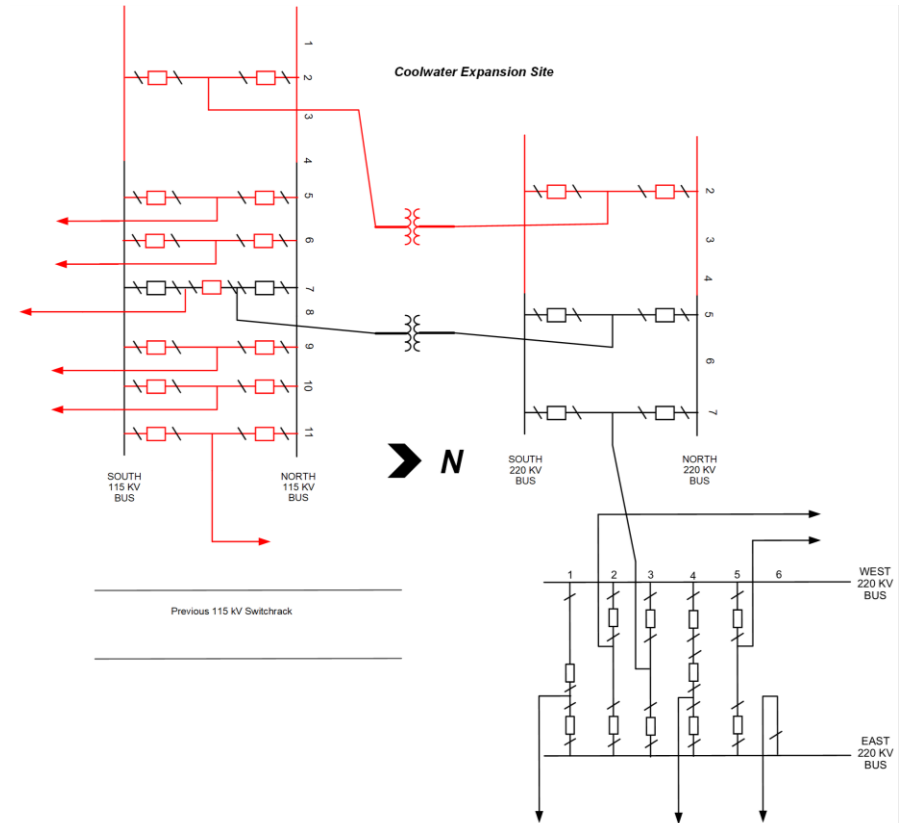 Coolwater Expansion Site
1
2
3
4
5
6
7
8
9
10
11
SOUTH
115 KV
BUS
NORTH
115 KV
BUS
2
3
4
5
6
7
SOUTH
220 KV
BUS
NORTH
220 KV
BUS
N
Previous 115 kV Switchrack
1 2 3 4 5 6
WEST
220 KV
BUS
EAST
220 KV
BUS